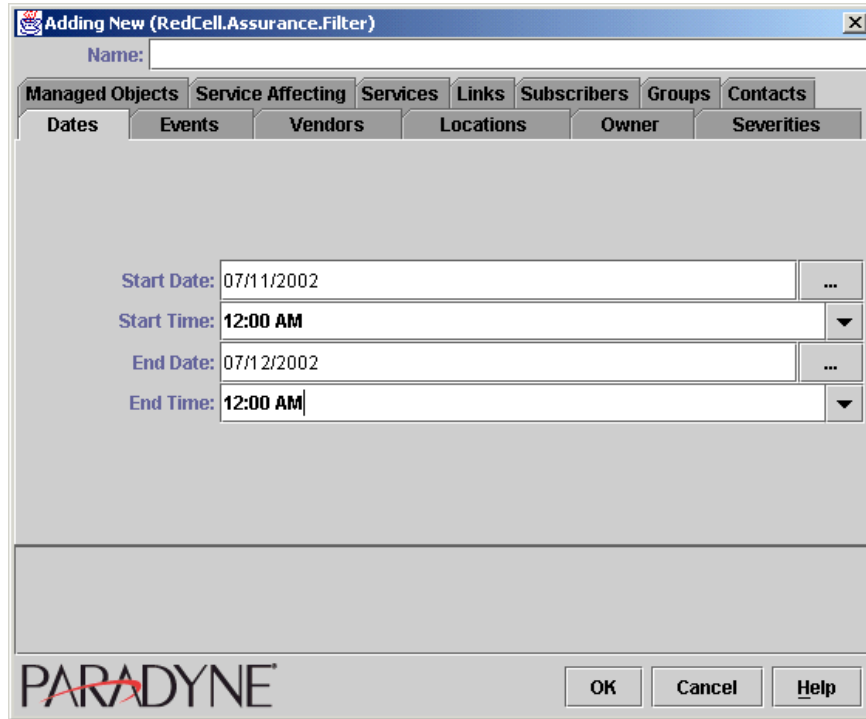 Adding New (RedCell.Assurance.Filter)
Name:
Managed Objects Service Affecting Services Links Subscribers Groups Contacts
Dates Events Vendors Locations Owner Severities
Start Date: 07/11/2002 ...
Start Time: 12:00 AM
End Date: 07/12/2002 ...
End Time: 12:00 AM
PARADYNE®
OK Cancel Help